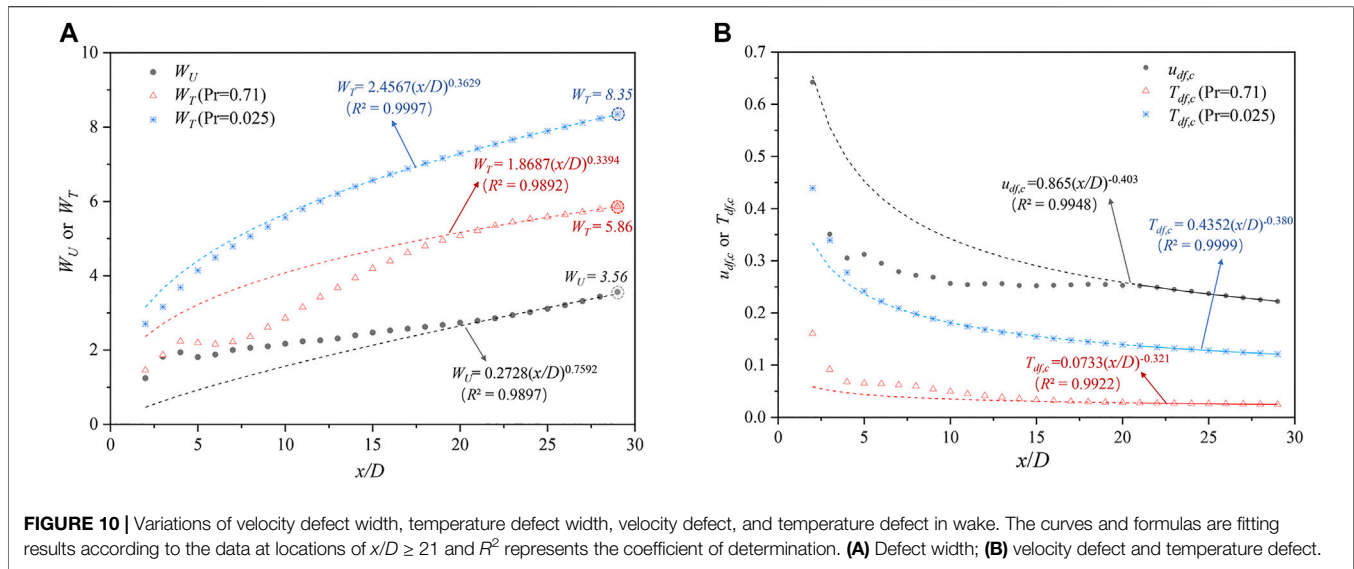 A
10
8
6
4
2
0
0
5
10
15
20
25
30
W_U or W_T
x/D
W_U
W_T (Pr=0.71)
W_T (Pr=0.025)
W_T = 2.4567(x/D)^0.3629
(R² = 0.9997)
W_T = 8.35
W_T = 1.8687(x/D)^0.3394
(R² = 0.9892)
W_T = 5.86
W_U = 3.56
W_U = 0.2728(x/D)^0.7592
(R² = 0.9897)
B
0.7
0.6
0.5
0.4
0.3
0.2
0.1
0.0
0
5
10
15
20
25
30
u_df,c or T_df,c
x/D
u_df,c
T_df,c (Pr=0.71)
T_df,c (Pr=0.025)
u_df,c =0.865(x/D)^-0.403
(R² = 0.9948)
T_df,c =0.4352(x/D)^-0.380
(R² = 0.9999)
T_df,c =0.0733(x/D)^-0.321
(R² = 0.9922)
FIGURE 10 | Variations of velocity defect width, temperature defect width, velocity defect, and temperature defect in wake. The curves and formulas are fitting
results according to the data at locations of x/D ≥ 21 and R² represents the coefficient of determination. (A) Defect width; (B) velocity defect and temperature defect.